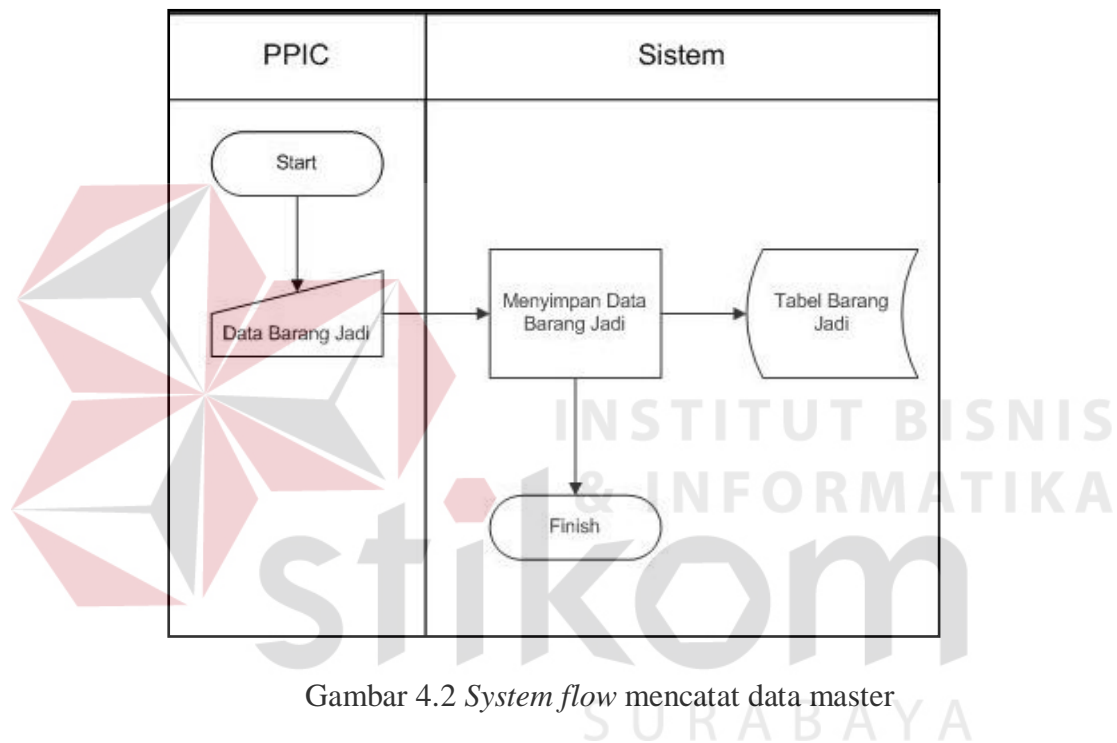 PPIC
Sistem
Start
Data Barang Jadi
Menyimpan Data
Barang Jadi
Tabel Barang
Jadi
Finish
INSTITUT BISNIS
& INFORMATIKA
stikom
SURABAYA
Gambar 4.2 System flow mencatat data master